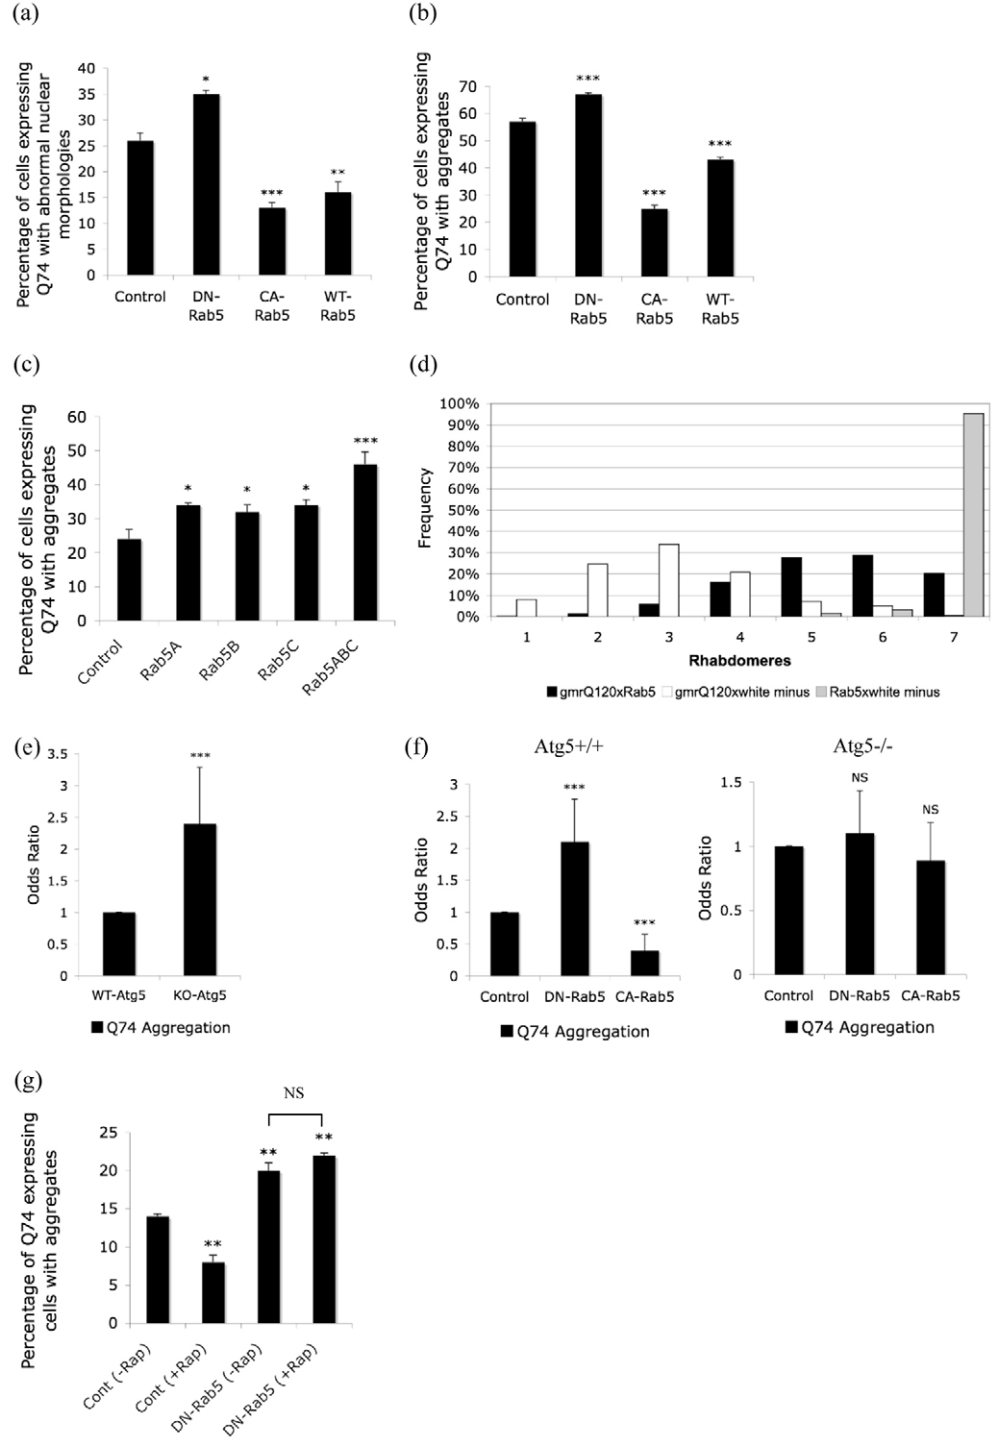 (a)
Percentage of cells expressing
Q74 with abnormal nuclear
morphologies
40
35
30
25
20
15
10
5
0
*
***
**
Control
DN-
Rab5
CA-
Rab5
WT-
Rab5
(b)
Percentage of cells expressing
Q74 with aggregates
70
60
50
40
30
20
10
0
***
***
***
Control
DN-
Rab5
CA-
Rab5
WT-
Rab5
(c)
Percentage of cells expressing
Q74 with aggregates
60
50
40
30
20
10
0
*
*
*
***
Control
Rab5A
Rab5B
Rab5C
Rab5ABC
(d)
Frequency
100%
90%
80%
70%
60%
50%
40%
30%
20%
10%
0%
1 2 3 4 5 6 7
Rhabdomeres
gmrQ120xRab5 gmrQ120xwhite minus Rab5xwhite minus
(e)
Odds Ratio
3.5
3
2.5
2
1.5
1
0.5
0
***
WT-Atg5 KO-Atg5
Q74 Aggregation
(f)
Atg5+/+
Odds Ratio
3
2.5
2
1.5
1
0.5
0
***
***
Control DN-Rab5 CA-Rab5
Q74 Aggregation
Atg5-/-
Odds Ratio
1.5
1
0.5
0
NS
NS
Control DN-Rab5 CA-Rab5
Q74 Aggregation
(g)
Percentage of Q74 expressing
cells with aggregates
25
20
15
10
5
0
NS
**
**
**
Cont (-Rap)
Cont (+Rap)
DN-Rab5 (-Rap)
DN-Rab5 (+Rap)